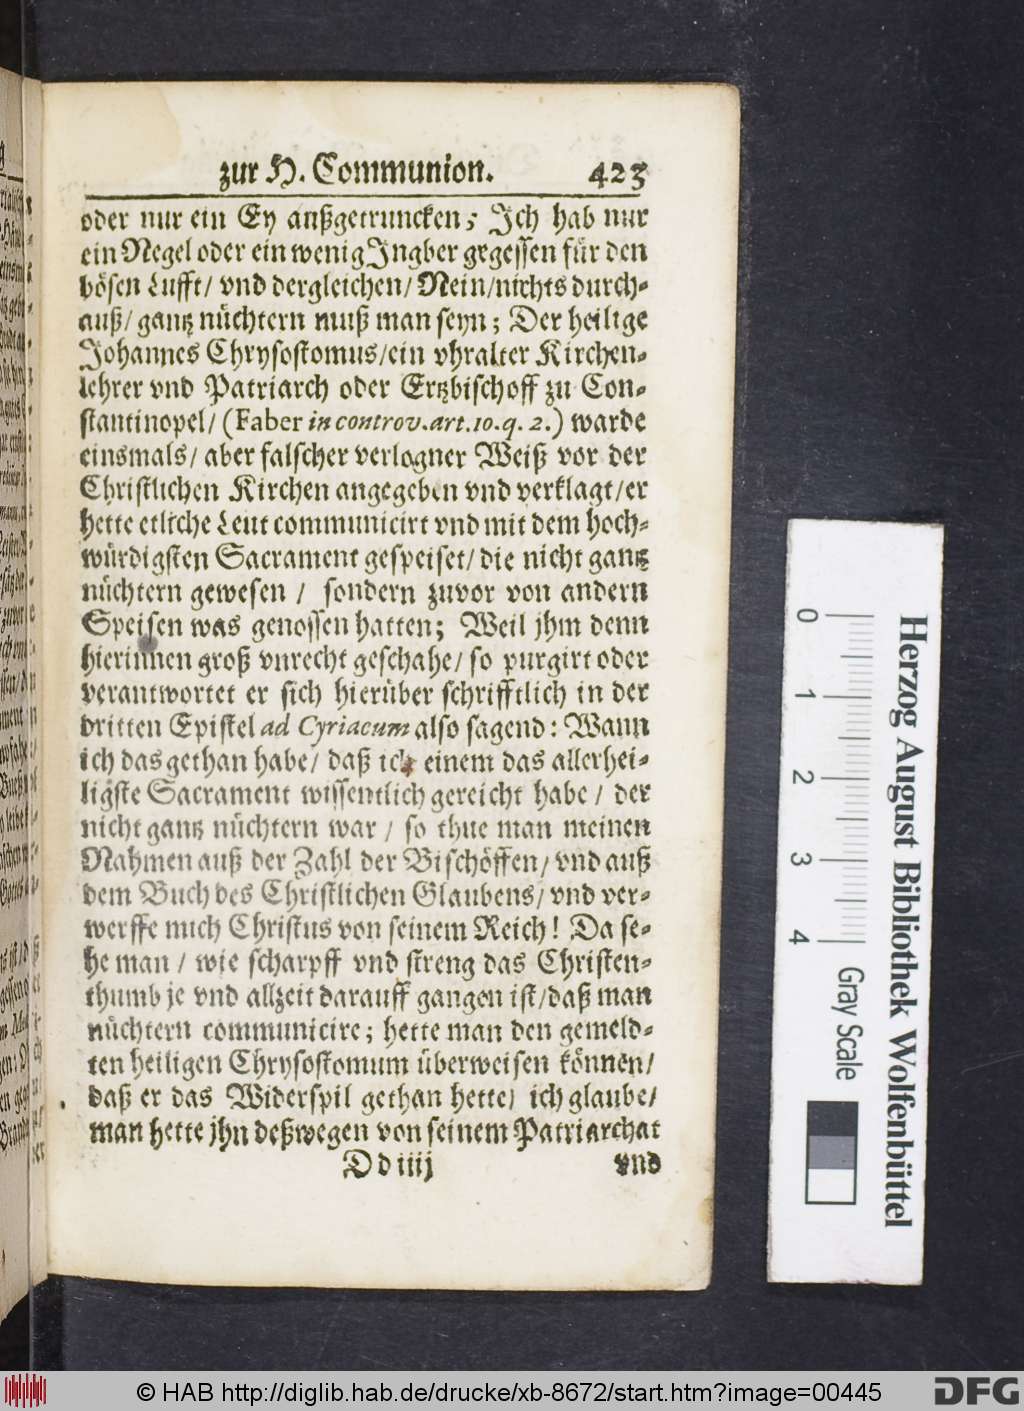 zur H. Communion. 423
oder nur ein Ey außgetruncken; Ich hab nur
ein Negel oder ein wenig Ingber gegessen für den
bösen Lufft/ vnd dergleichen/ Nein/nichts durch-
auß/ gantz nüchtern muß man seyn; Der heilige
Johannes Chrysostomus/ein vhralter Kirchen-
lehrer vnd Patriarch oder Ertzbischoff zu Con-
stantinopel/ (Faber in controv.art.10.q. 2.) warde
einsmals/ aber falscher verlogner Weiß vor der
Christlichen Kirchen angegeben vnd verklagt/er
hette etliche Leut communicirt vnd mit dem hoch-
würdigsten Sacrament gespeiset/ die nicht gantz
nüchtern gewesen / sondern zuvor von andern
Speisen was genossen hatten; Weil jhm denn
hierinnen groß vnrecht geschahe/ so purgirt oder
verantwortet er sich hierüber schrifftlich in der
dritten Epistel ad Cyriacum also sagend: Wann
ich das gethan habe/ daß ich einem das allerhei-
ligste Sacrament wissentlich gereicht habe / der
nicht gantz nüchtern war / so thue man meinen
Nahmen auß der Zahl der Bischöffen/ vnd auß
dem Buch des Christlichen Glaubens/ vnd ver-
werffe mich Christus von seinem Reich! Da se-
he man / wie scharpff vnd streng das Christen-
thumb je vnd allzeit darauff gangen ist/daß man
nüchtern communicire; hette man den gemeld-
ten heiligen Chrysostomum überweisen können/
daß er das Widerspil gethan hette/ ich glaube/
man hette jhn deßwegen von seinem Patriarchat
Dd iiij vnd
0 1 2 3 4 Gray Scale
Herzog August Bibliothek Wolfenbüttel
© HAB http://diglib.hab.de/drucke/xb-8672/start.htm?image=00445 DFG